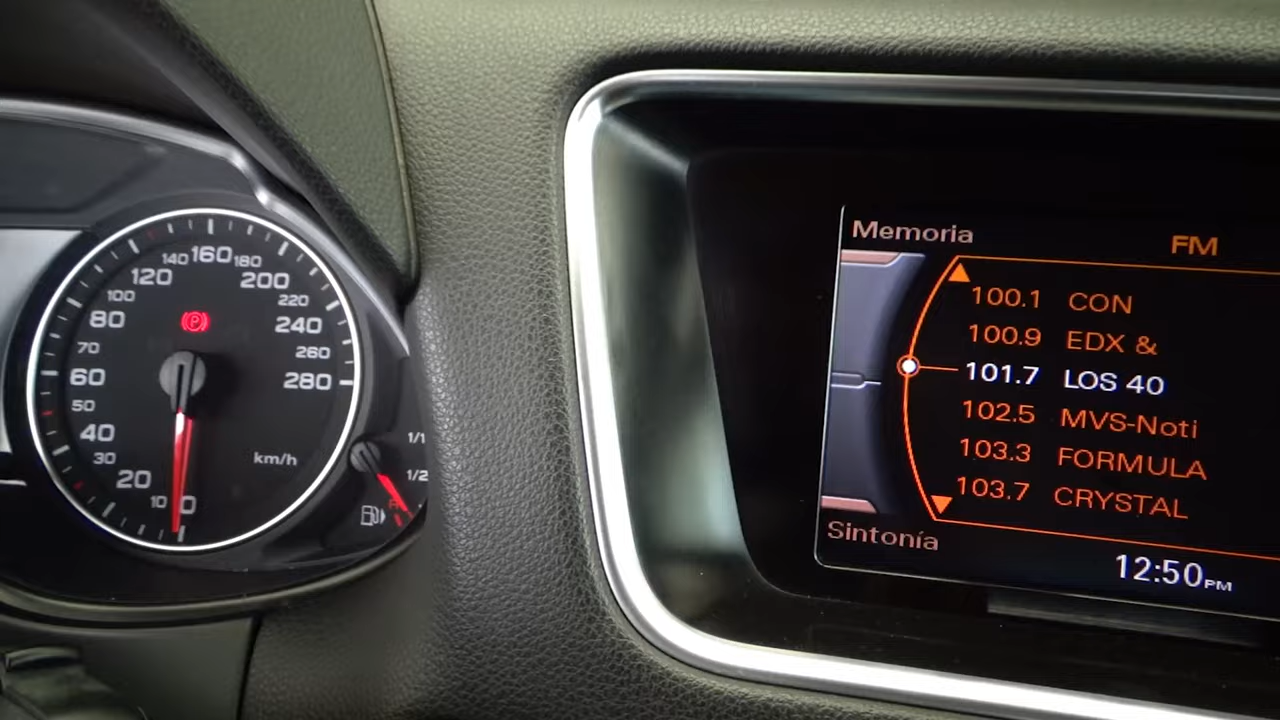 160
140
180
120
200
100
220
80
240
70
260
60
280
50
40
30
km/h
20
10
0
P
1/1
1/2
Memoria
FM
100.1 CON
100.9 EDX &
101.7 LOS 40
102.5 MVS-Noti
103.3 FORMULA
103.7 CRYSTAL
Sintonía
12:50 PM